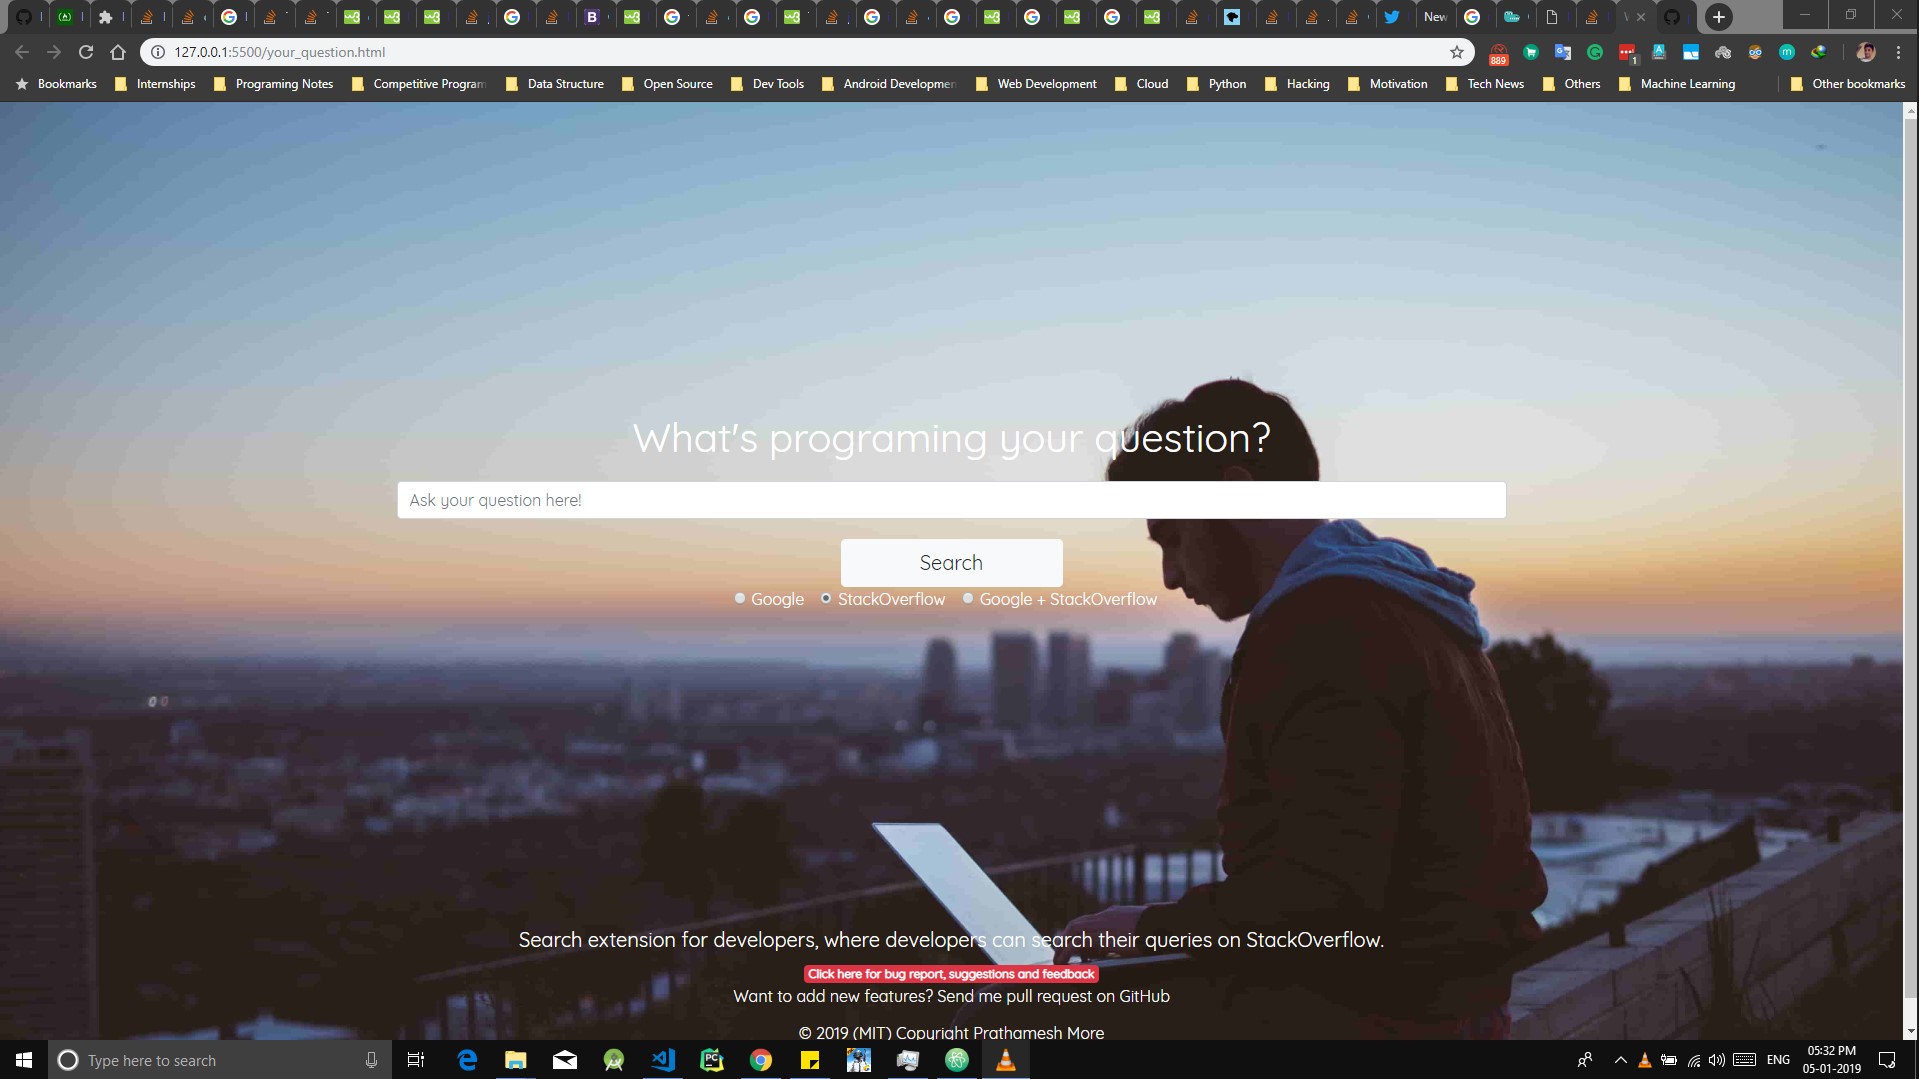 New
127.0.0.1:5500/your_question.html
889
1
Bookmarks
Internships
Programing Notes
Competitive Program
Data Structure
Open Source
Dev Tools
Android Developmen
Web Development
Cloud
Python
Hacking
Motivation
Tech News
Others
Machine Learning
Other bookmarks
What's programing your question?
Ask your question here!
Search
Google
StackOverflow
Google + StackOverflow
Search extension for developers, where developers can search their queries on StackOverflow.
Click here for bug report, suggestions and feedback
Want to add new features? Send me pull request on GitHub
© 2019 (MIT) Copyright Prathamesh More
Type here to search
ENG
05:32 PM
05-01-2019